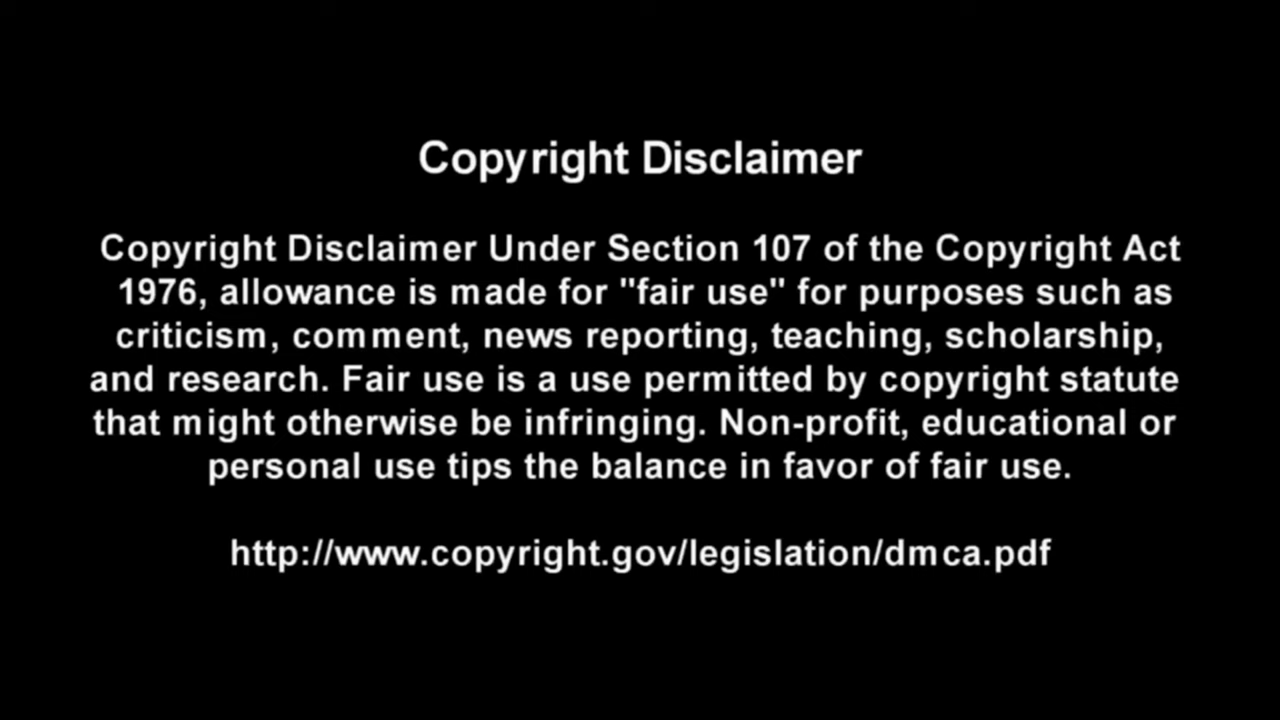 Copyright Disclaimer
Copyright Disclaimer Under Section 107 of the Copyright Act
1976, allowance is made for "fair use" for purposes such as
criticism, comment, news reporting, teaching, scholarship,
and research. Fair use is a use permitted by copyright statute
that might otherwise be infringing. Non-profit, educational or
personal use tips the balance in favor of fair use.
http://www.copyright.gov/legislation/dmca.pdf